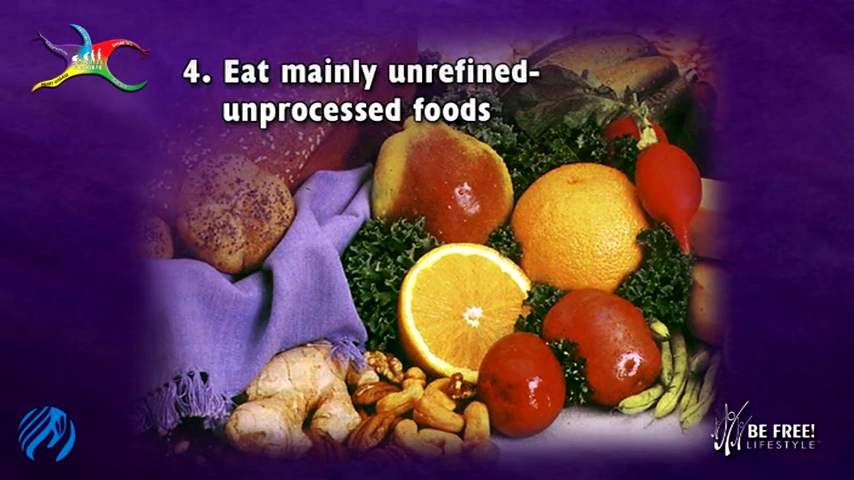 4. Eat mainly unrefined-
unprocessed foods
BE FREE!
LIFESTYLE